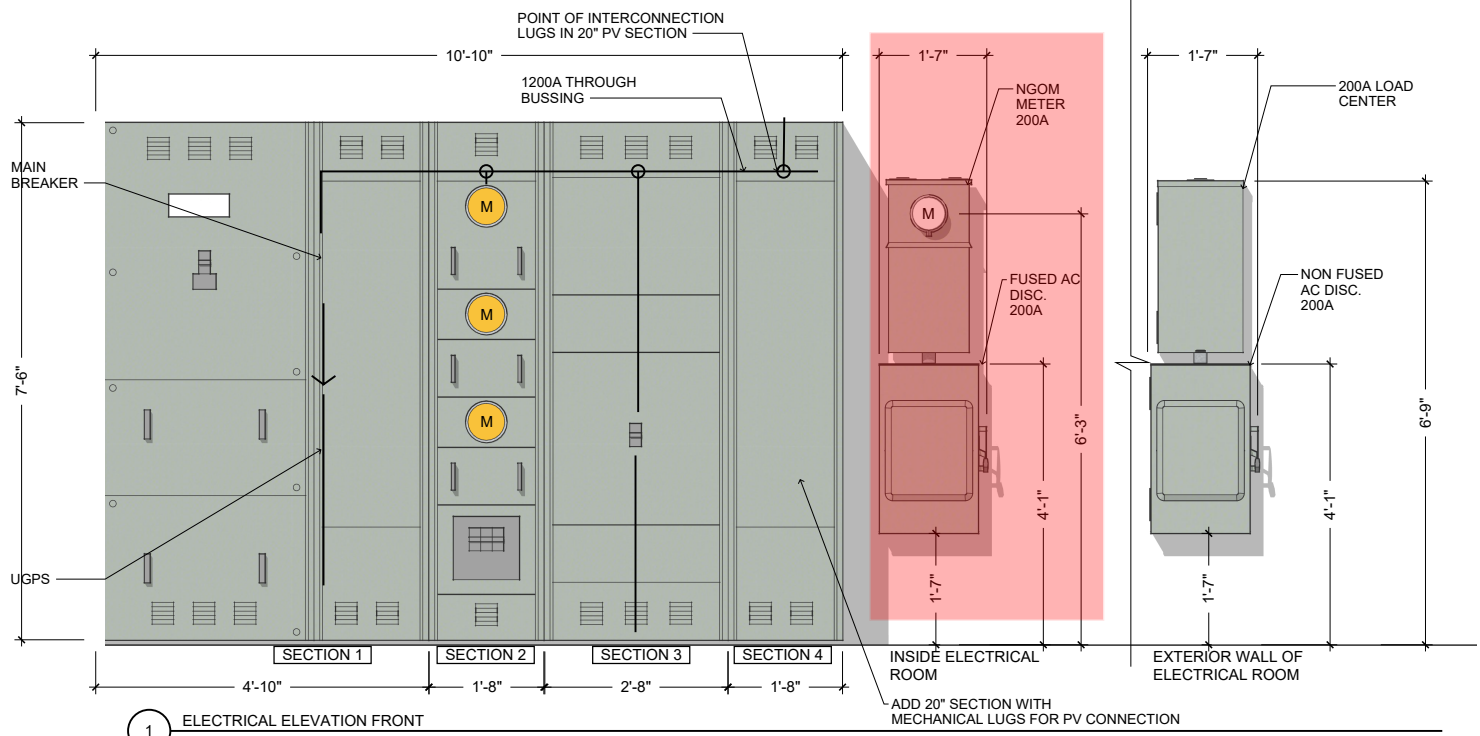 POINT OF INTERCONNECTION
LUGS IN 20" PV SECTION
10'-10"
1'-7"
1'-7"
1200A THROUGH
BUSSING
NGOM
METER
200A
200A LOAD
CENTER
MAIN
BREAKER
M
M
FUSED AC
DISC.
200A
NON FUSED
AC DISC.
200A
M
7'-6"
6'-3"
6'-9"
M
4'-1"
4'-1"
UGPS
1'-7"
1'-7"
SECTION 1
SECTION 2
SECTION 3
SECTION 4
INSIDE ELECTRICAL
ROOM
EXTERIOR WALL OF
ELECTRICAL ROOM
4'-10"
1'-8"
2'-8"
1'-8"
ADD 20" SECTION WITH
MECHANICAL LUGS FOR PV CONNECTION
1
ELECTRICAL ELEVATION FRONT